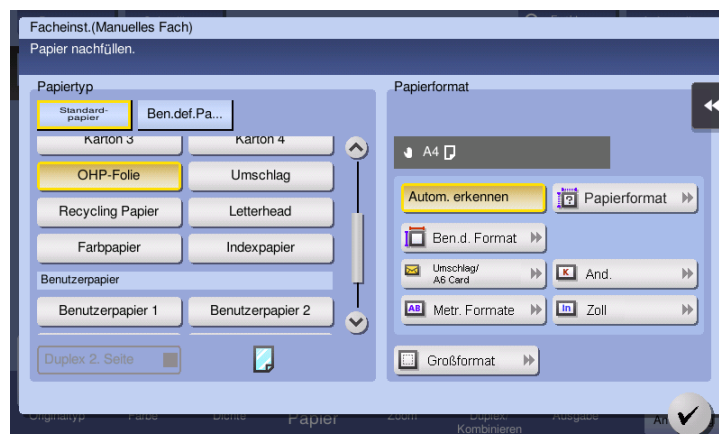 Facheinst.(Manuelles Fach)
Papier nachfüllen.
Papiertyp
Standard-
papier
Ben.def.Pa...
Karton 3
Karton 4
OHP-Folie
Umschlag
Recycling Papier
Letterhead
Farbpapier
Indexpapier
Benutzerpapier
Benutzerpapier 1
Benutzerpapier 2
Duplex 2. Seite
Papierformat
A4
Autom. erkennen
? Papierformat
Ben.d. Format
Umschlag/
A6 Card
K And.
AB Metr. Formate
In Zoll
Großformat
Originaltyp
Farbe
Dichte
Papier
Zoom
Duplex/
Kombinieren
Ausgabe